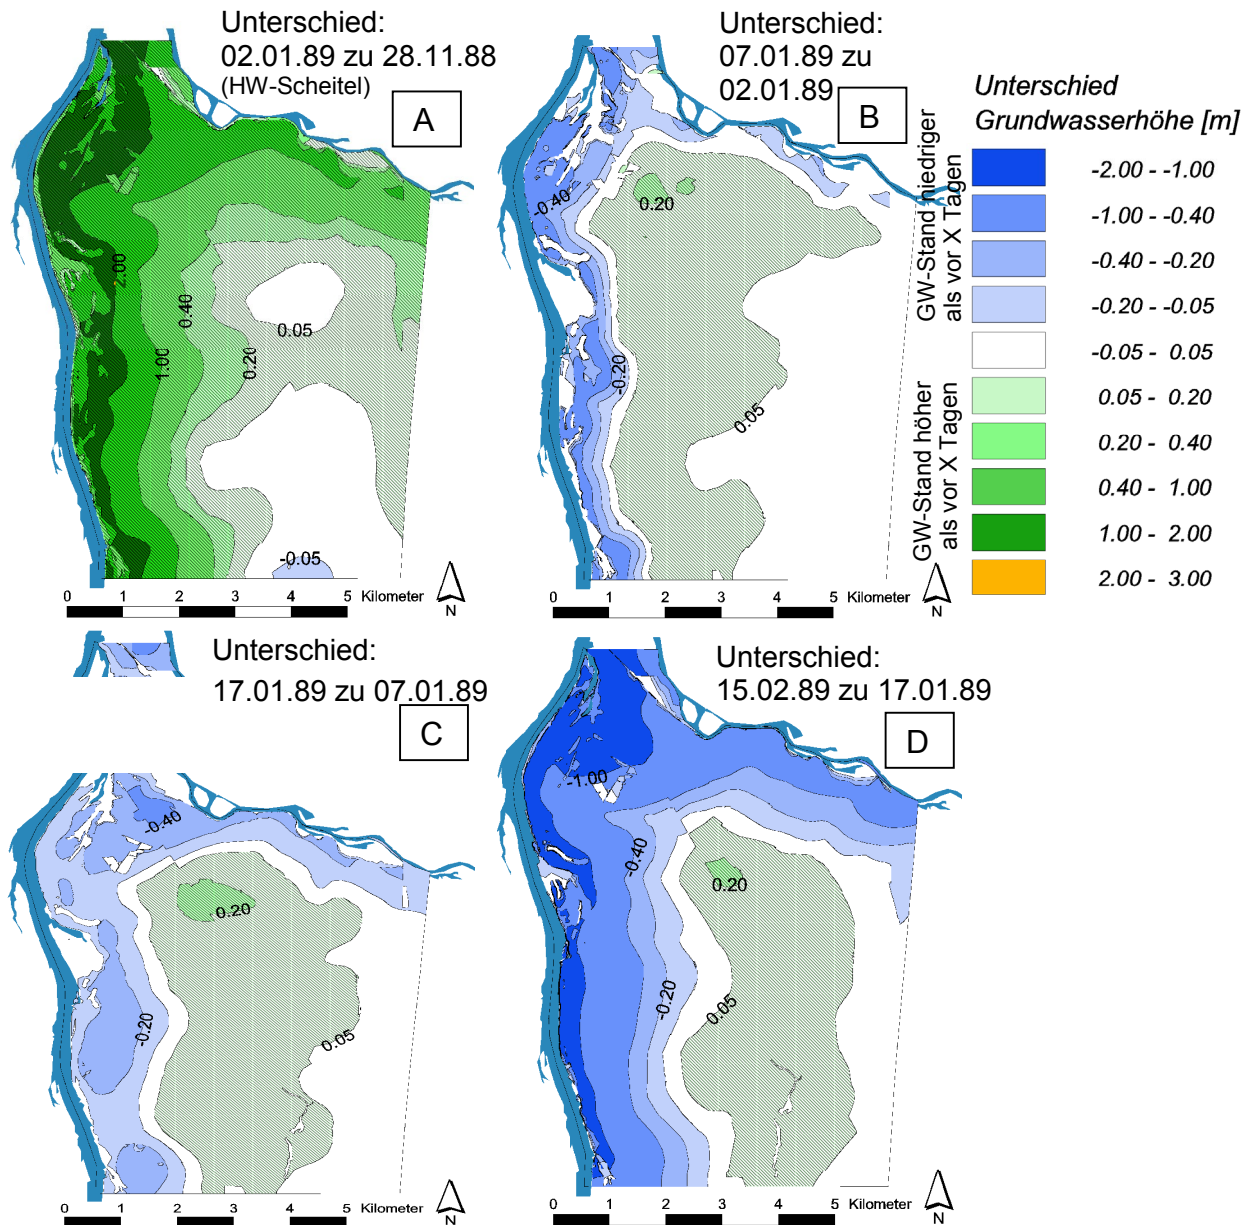 Unterschied:
02.01.89 zu 28.11.88
(HW-Scheitel)
A
2.00
1.00
0.40
0.20
0.05
-0.05
0 1 2 3 4 5 Kilometer
N
Unterschied:
07.01.89 zu
02.01.89
B
-0.40
0.20
-0.20
0.05
0 1 2 3 4 5 Kilometer
N
Unterschied
Grundwasserhöhe [m]
GW-Stand niedriger
als vor X Tagen
GW-Stand höher
als vor X Tagen
-2.00 - -1.00
-1.00 - -0.40
-0.40 - -0.20
-0.20 - -0.05
-0.05 - 0.05
0.05 - 0.20
0.20 - 0.40
0.40 - 1.00
1.00 - 2.00
2.00 - 3.00
Unterschied:
17.01.89 zu 07.01.89
C
-0.40
0.20
-0.20
0.05
0 1 2 3 4 5 Kilometer
N
Unterschied:
15.02.89 zu 17.01.89
D
-1.00
-0.40
0.20
-0.20
0.05
0 1 2 3 4 5 Kilometer
N